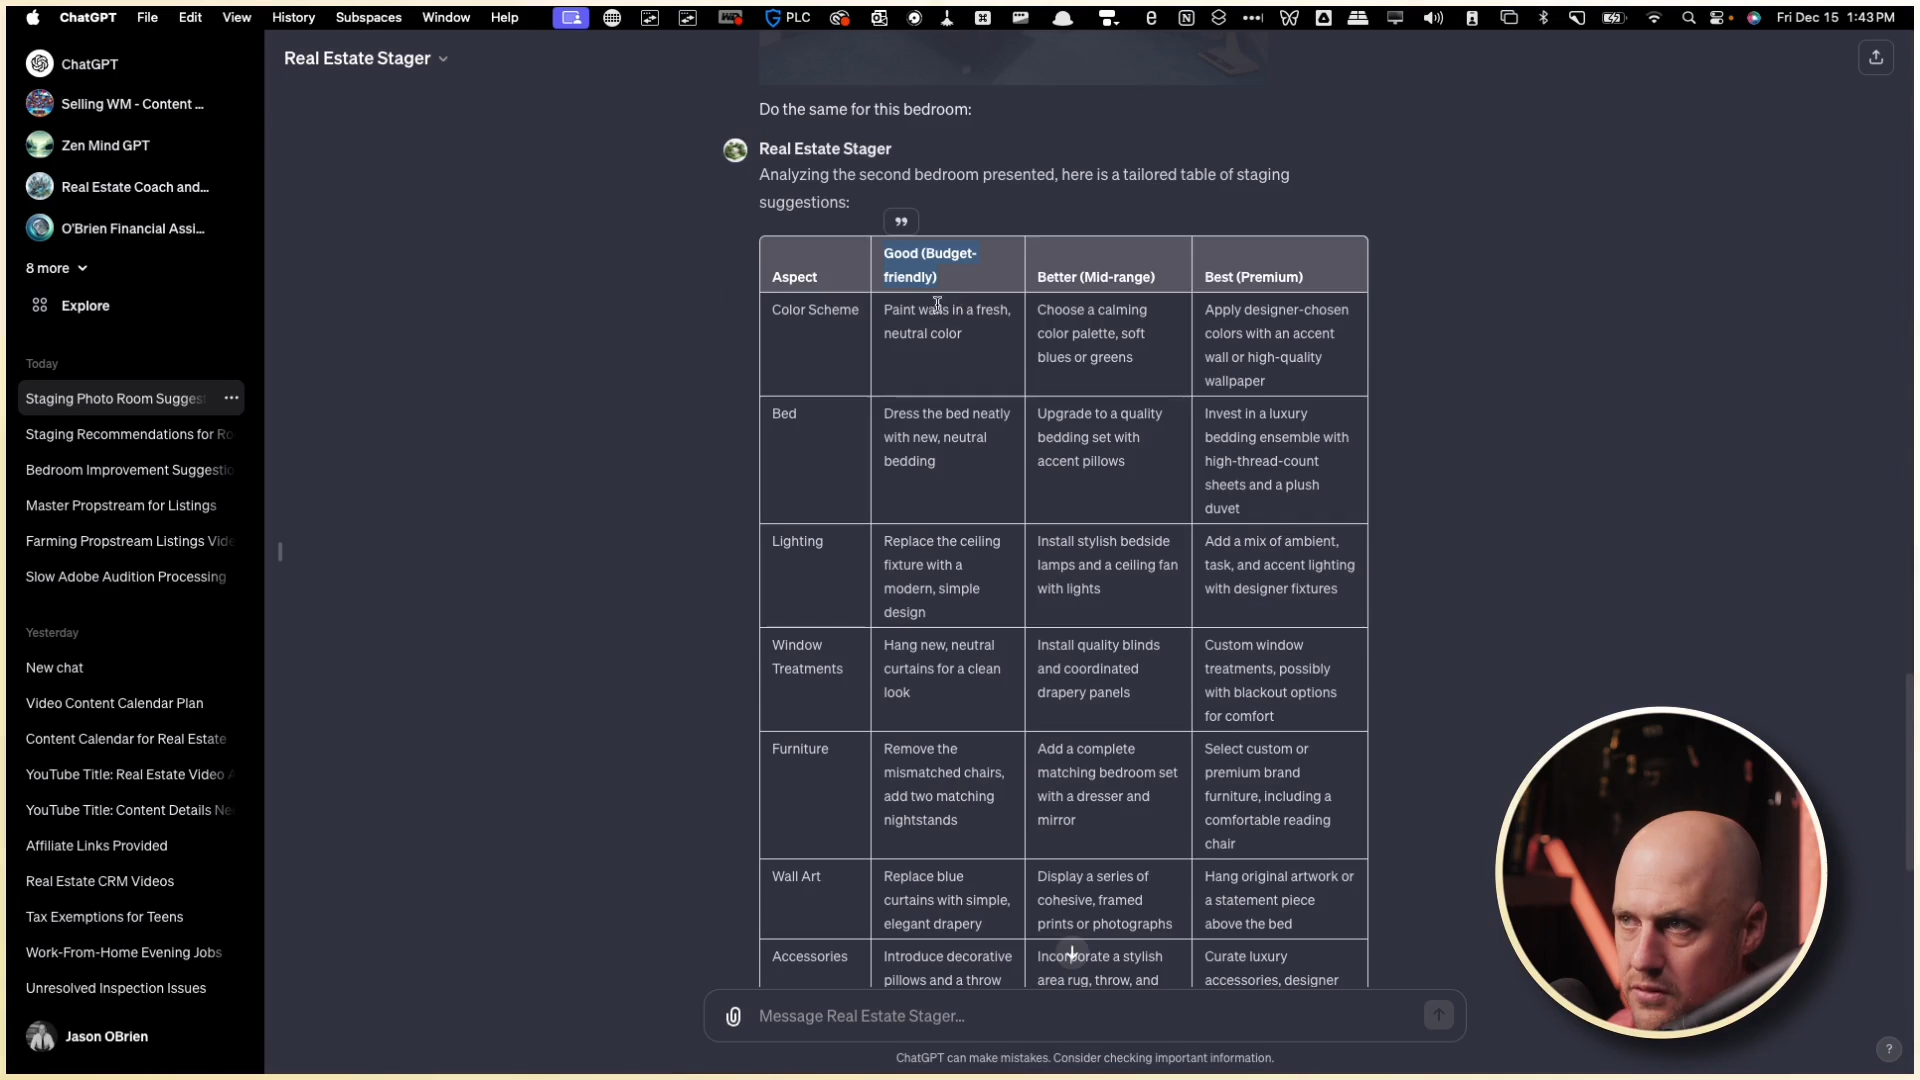 ChatGPT File Edit View History Subspaces Window Help PLC Fri Dec 15 1:43 PM
ChatGPT
Selling WM - Content ...
Zen Mind GPT
Real Estate Coach and...
O'Brien Financial Assi...
8 more
Explore
Today
Staging Photo Room Sugges ...
Staging Recommendations for Ro
Bedroom Improvement Suggestio
Master Propstream for Listings
Farming Propstream Listings Vide
Slow Adobe Audition Processing
Yesterday
New chat
Video Content Calendar Plan
Content Calendar for Real Estate
YouTube Title: Real Estate Video A
YouTube Title: Content Details Ne
Affiliate Links Provided
Real Estate CRM Videos
Tax Exemptions for Teens
Work-From-Home Evening Jobs
Unresolved Inspection Issues
Jason OBrien
Real Estate Stager
Do the same for this bedroom:
Real Estate Stager
Analyzing the second bedroom presented, here is a tailored table of staging
suggestions:
Aspect
Good (Budget-
friendly)
Better (Mid-range)
Best (Premium)
Color Scheme
Paint walls in a fresh,
neutral color
Choose a calming
color palette, soft
blues or greens
Apply designer-chosen
colors with an accent
wall or high-quality
wallpaper
Bed
Dress the bed neatly
with new, neutral
bedding
Upgrade to a quality
bedding set with
accent pillows
Invest in a luxury
bedding ensemble with
high-thread-count
sheets and a plush
duvet
Lighting
Replace the ceiling
fixture with a
modern, simple
design
Install stylish bedside
lamps and a ceiling fan
with lights
Add a mix of ambient,
task, and accent lighting
with designer fixtures
Window
Treatments
Hang new, neutral
curtains for a clean
look
Install quality blinds
and coordinated
drapery panels
Custom window
treatments, possibly
with blackout options
for comfort
Furniture
Remove the
mismatched chairs,
add two matching
nightstands
Add a complete
matching bedroom set
with a dresser and
mirror
Select custom or
premium brand
furniture, including a
comfortable reading
chair
Wall Art
Replace blue
curtains with simple,
elegant drapery
Display a series of
cohesive, framed
prints or photographs
Hang original artwork or
a statement piece
above the bed
Accessories
Introduce decorative
pillows and a throw
Incorporate a stylish
area rug, throw, and
Curate luxury
accessories, designer
Message Real Estate Stager...
ChatGPT can make mistakes. Consider checking important information.
?